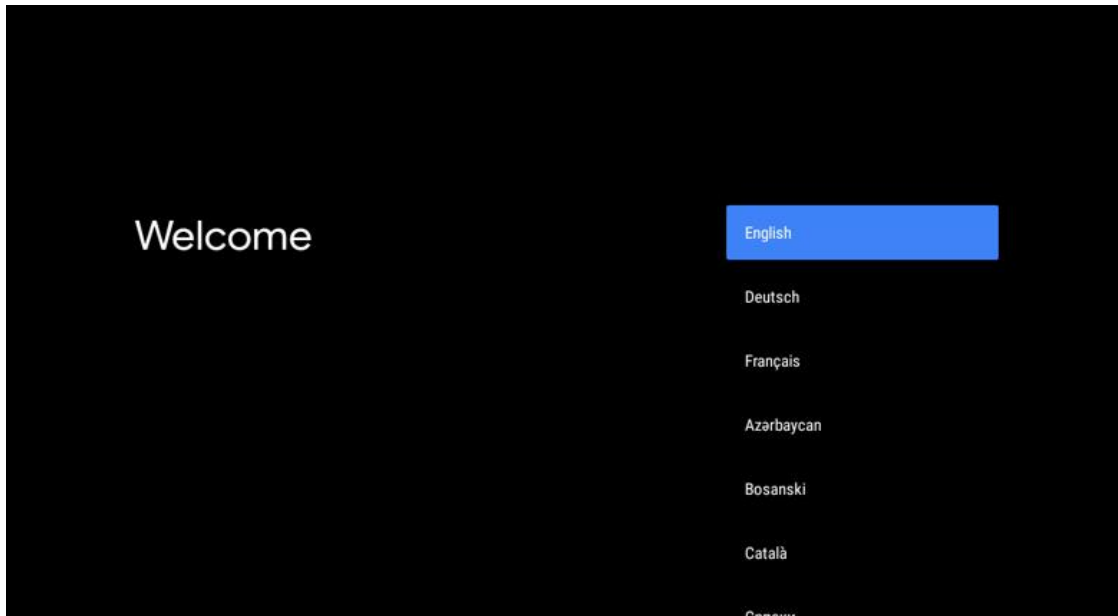 Welcome
English
Deutsch
Français
Azərbaycan
Bosanski
Català